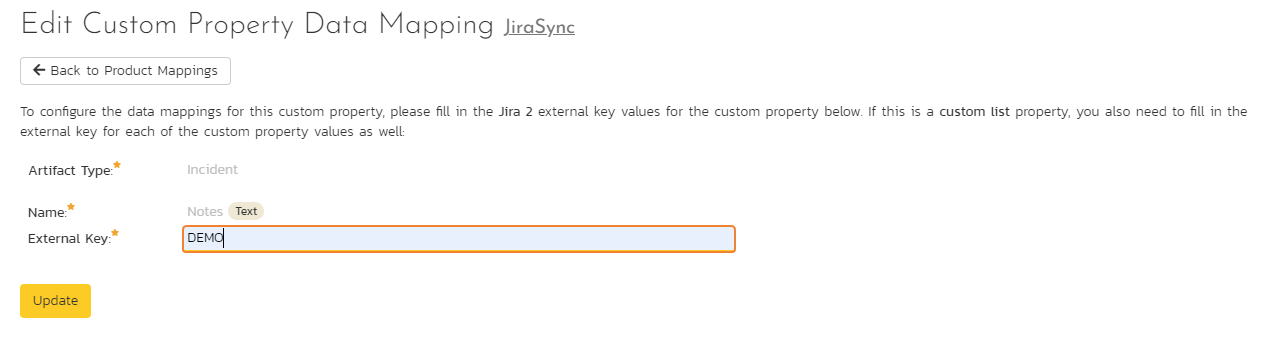 Edit Custom Property Data Mapping JiraSync
Back to Product Mappings
To configure the data mappings for this custom property, please fill in the Jira 2 external key values for the custom property below. If this is a custom list property, you also need to fill in the
external key for each of the custom property values as well:
Artifact Type: Incident
Name: Notes Text
External Key: DEMO
Update